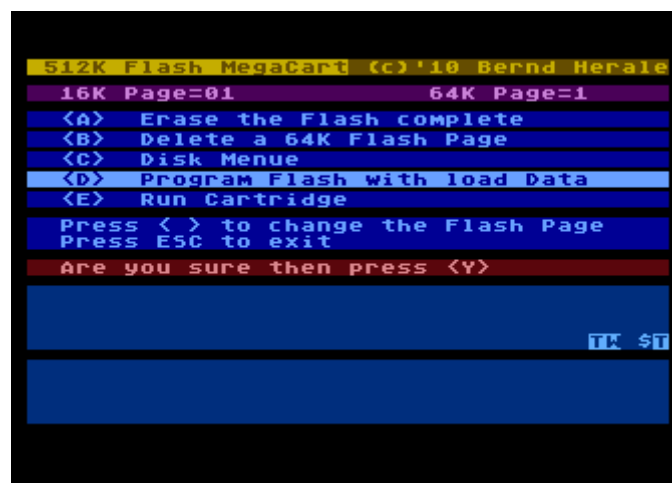 512K Flash MegaCart (c)'10 Bernd Herale
16K Page=01 64K Page=1
<A> Erase the Flash complete
<B> Delete a 64K Flash Page
<C> Disk Menue
<D> Program Flash with load Data
<E> Run Cartridge
Press < > to change the Flash Page
Press ESC to exit
Are you sure then press <Y>